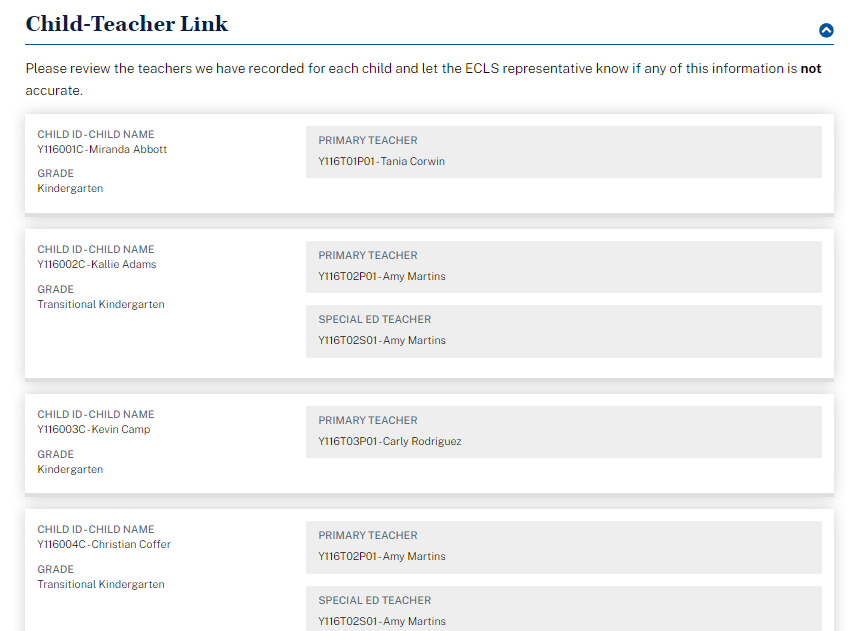 Child-Teacher Link
Please review the teachers we have recorded for each child and let the ECLS representative know if any of this information is not
accurate.
CHILD ID - CHILD NAME
Y116001C - Miranda Abbott
GRADE
Kindergarten
PRIMARY TEACHER
Y116T01P01 - Tania Corwin
CHILD ID - CHILD NAME
Y116002C - Kallie Adams
GRADE
Transitional Kindergarten
PRIMARY TEACHER
Y116T02P01 - Amy Martins
SPECIAL ED TEACHER
Y116T02S01 - Amy Martins
CHILD ID - CHILD NAME
Y116003C - Kevin Camp
GRADE
Kindergarten
PRIMARY TEACHER
Y116T03P01 - Carly Rodriguez
CHILD ID - CHILD NAME
Y116004C - Christian Coffer
GRADE
Transitional Kindergarten
PRIMARY TEACHER
Y116T02P01 - Amy Martins
SPECIAL ED TEACHER
Y116T02S01 - Amy Martins